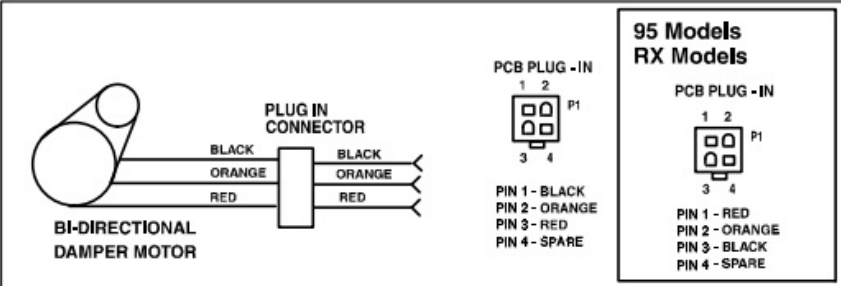 BLACK
ORANGE
RED
BI-DIRECTIONAL
DAMPER MOTOR
PLUG IN
CONNECTOR
BLACK
ORANGE
RED
PCB PLUG - IN
1 2
P1
3 4
PIN 1 - BLACK
PIN 2 - ORANGE
PIN 3 - RED
PIN 4 - SPARE
95 Models
RX Models
PCB PLUG - IN
1 2
P1
3 4
PIN 1 - RED
PIN 2 - ORANGE
PIN 3 - BLACK
PIN 4 - SPARE